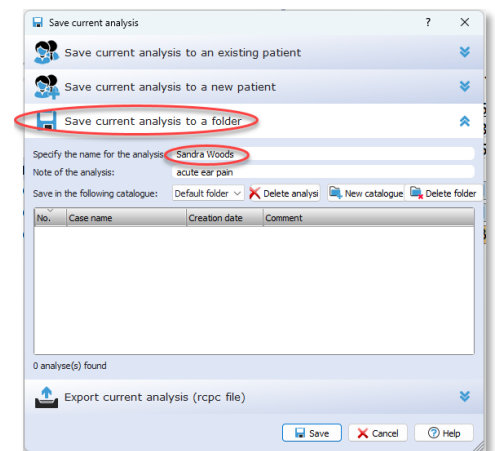 Save current analysis ? X
Save current analysis to an existing patient
Save current analysis to a new patient
Save current analysis to a folder
Specify the name for the analysis: Sandra Woods
Note of the analysis: acute ear pain
Save in the following catalogue: Default folder Delete analysi New catalogue Delete folder
No. Case name Creation date Comment
0 analyse(s) found
Export current analysis (rcpc file)
Save Cancel Help